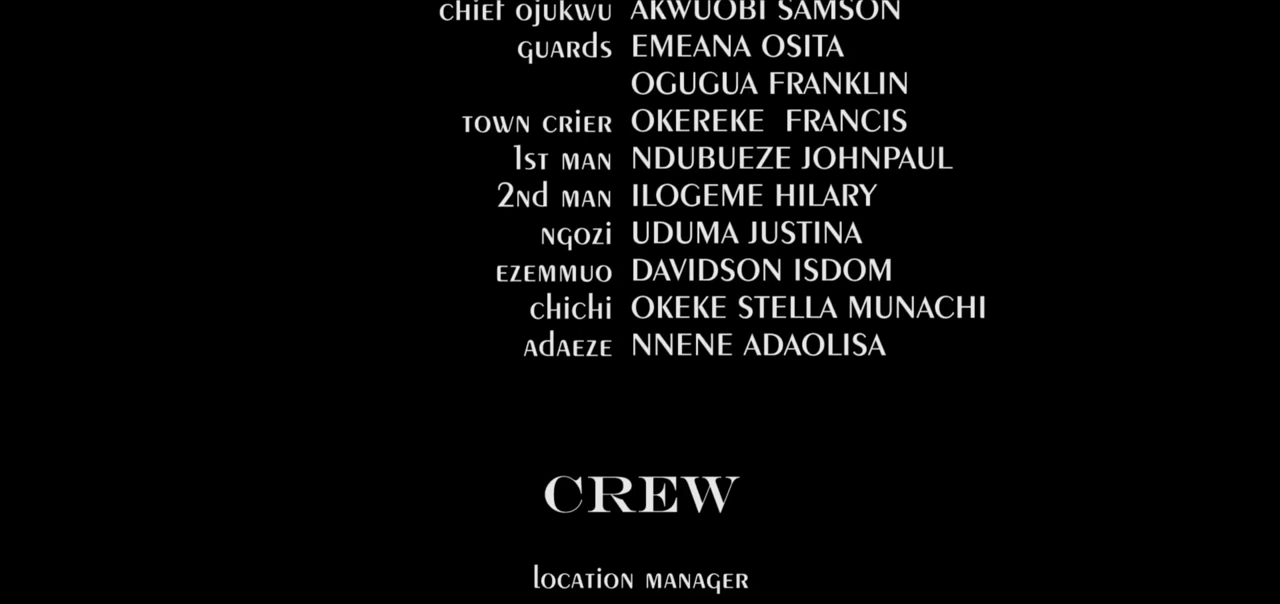 chief ojukwu AKWUOBI SAMSON
guards EMEANA OSITA
OGUGUA FRANKLIN
town crier OKEREKE FRANCIS
1st man NDUBUEZE JOHNPAUL
2nd man ILOGEME HILARY
ngozi UDUMA JUSTINA
ezemmuo DAVIDSON ISDOM
chichi OKEKE STELLA MUNACHI
adaeze NNENE ADAOLISA
CREW
location manager